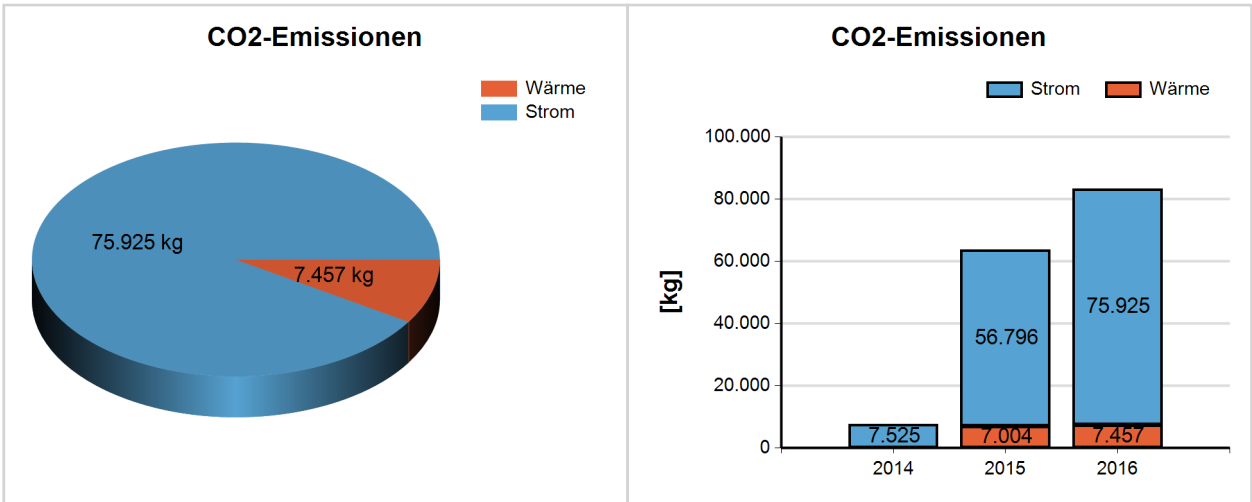 CO2-Emissionen
Wärme
Strom
75.925 kg
7.457 kg
CO2-Emissionen
Strom Wärme
100.000
80.000
60.000
40.000
20.000
0
[kg]
75.925
56.796
7.525 7.004 7.457
2014 2015 2016